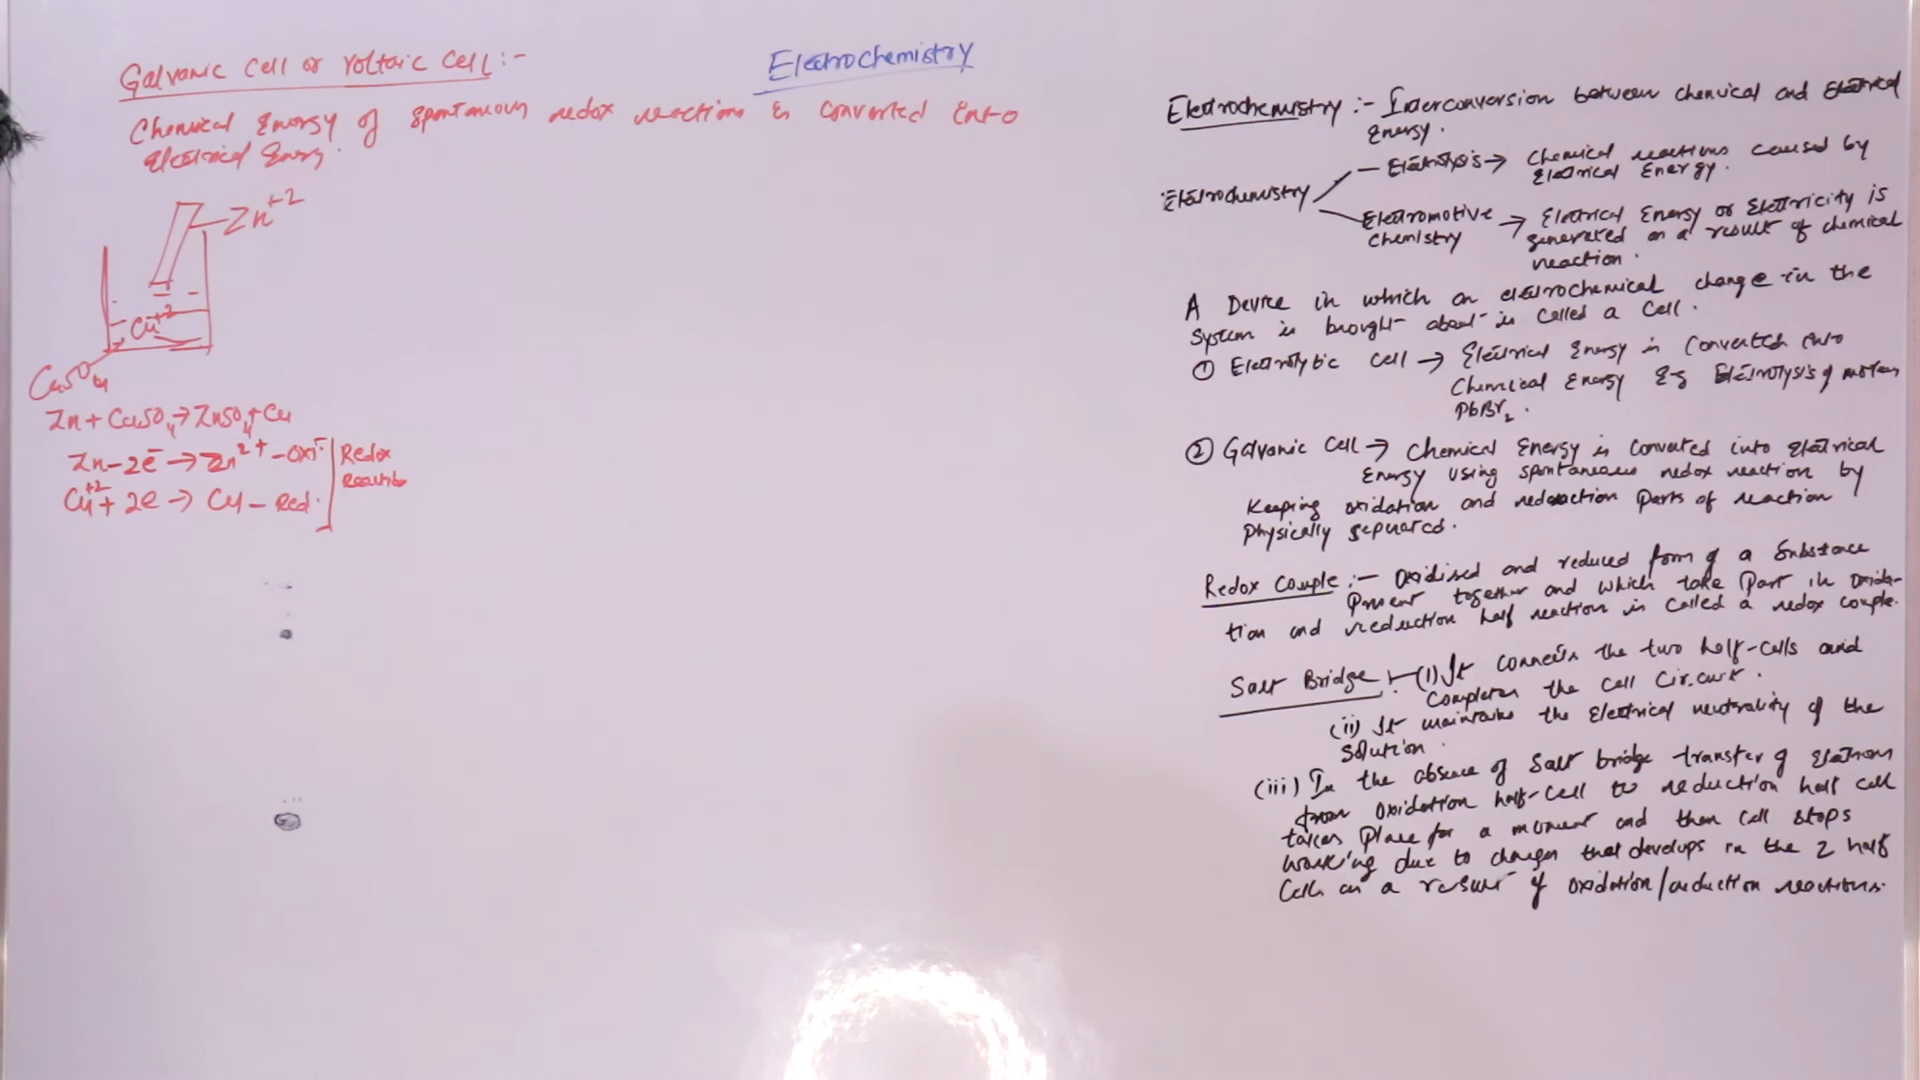 Electrochemistry
Galvanic Cell or Voltaic Cell :-
Chemical Energy of spontaneous redox reactions is converted into
Electrical Energy.
Zn+2
Cu+2
CuSO4
Zn + CuSO4 → ZnSO4 + Cu
Zn - 2e⁻ → Zn2+ - Oxi
Cu+2 + 2e → Cu - Red.
Redox
Reaction
Electrochemistry :- Interconversion between chemical and Electrical
Energy.
Electrochemistry
— Electrolysis → Chemical reactions caused by
Electrical Energy.
Electromotive
Chemistry → Electrical Energy or Electricity is
generated as a result of chemical
reaction.
A Device in which an electrochemical change in the
System is brought about is called a Cell.
① Electrolytic Cell → Electrical Energy is Converted into
Chemical Energy Eg Electrolysis of molten
PbBr2.
② Galvanic Cell → Chemical Energy is Converted into Electrical
Energy using spontaneous redox reaction by
Keeping oxidation and reduction Parts of reaction
Physically separated.
Redox Couple :- Oxidised and reduced form of a Substance
Present together and which take Part in Oxida-
tion and reduction half reaction is called a redox couple.
Salt Bridge :- (i) It connects the two half-cells and
Completes the Cell Circuit.
(ii) It maintains the Electrical neutrality of the
Solution.
(iii) In the absence of Salt bridge transfer of Electrons
from Oxidation half-cell to reduction half cell
takes Place for a moment and then Cell stops
working due to charges that develops in the 2 half
Cells as a result of oxidation/reduction reactions.